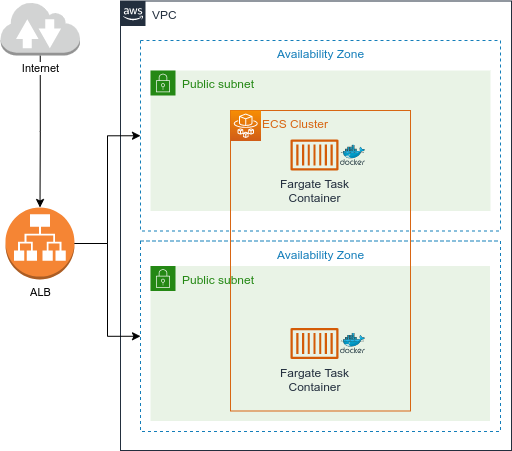 aws
VPC
Internet
Availability Zone
Public subnet
ECS Cluster
docker
Fargate Task
Container
ALB
Availability Zone
Public subnet
docker
Fargate Task
Container